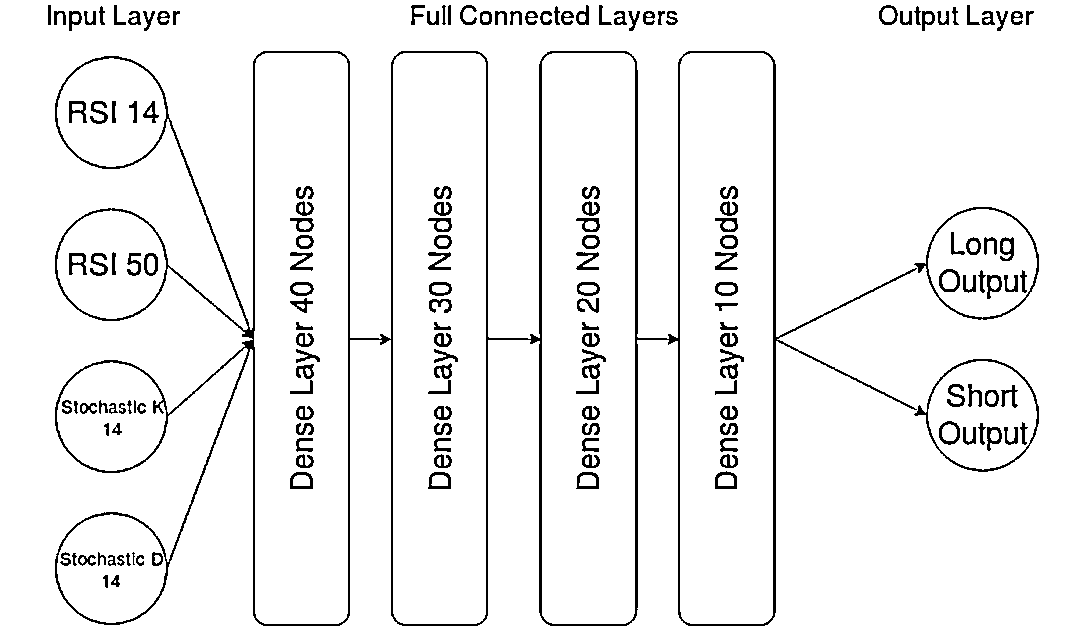 Input Layer
Full Connected Layers
Output Layer
RSI 14
RSI 50
Stochastic K
14
Stochastic D
14
Dense Layer 40 Nodes
Dense Layer 30 Nodes
Dense Layer 20 Nodes
Dense Layer 10 Nodes
Long
Output
Short
Output